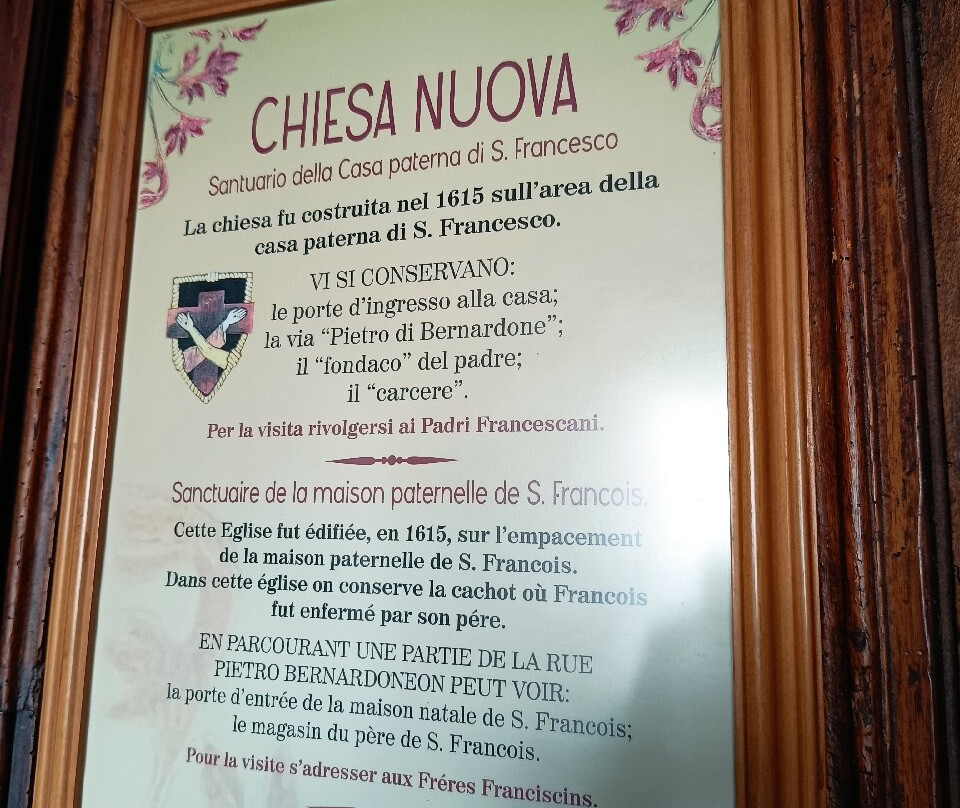 CHIESA NUOVA
Santuario della Casa paterna di S. Francesco
La chiesa fu costruita nel 1615 sull'area della
casa paterna di S. Francesco.
VI SI CONSERVANO:
le porte d'ingresso alla casa;
la via “Pietro di Bernardone”;
il “fondaco” del padre;
il “carcere”.
Per la visita rivolgersi ai Padri Francescani.
Sanctuaire de la maison paternelle de S. Francois.
Cette Eglise fut édifiée, en 1615, sur l'empacement
de la maison paternelle de S. Francois.
Dans cette église on conserve la cachot où Francois
fut enfermé par son pére.
EN PARCOURANT UNE PARTIE DE LA RUE
PIETRO BERNARDONEON PEUT VOIR:
la porte d'entrée de la maison natale de S. Francois;
le magasin du père de S. Francois.
Pour la visite s'adresser aux Fréres Franciscins.